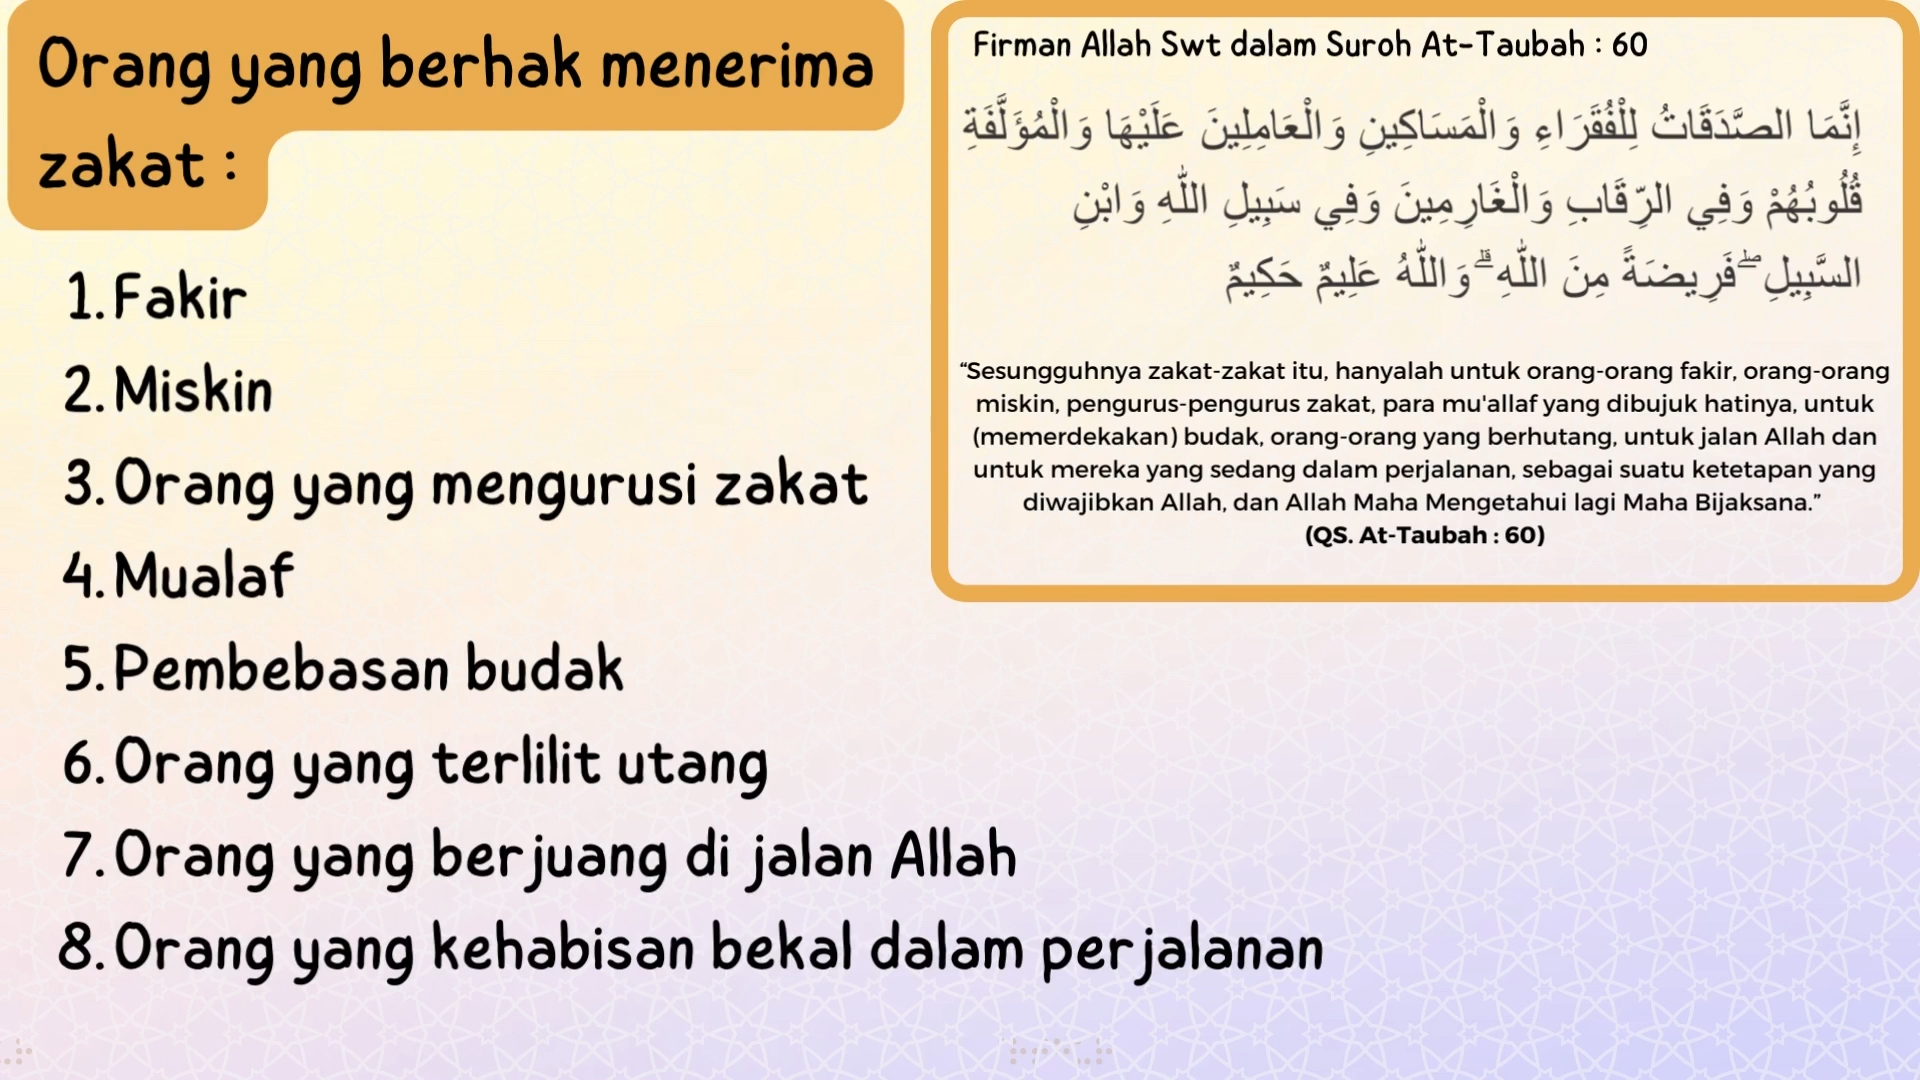 Orang yang berhak menerima
zakat :
1. Fakir
2. Miskin
3. Orang yang mengurusi zakat
4. Mualaf
5. Pembebasan budak
6. Orang yang terlilit utang
7. Orang yang berjuang di jalan Allah
8. Orang yang kehabisan bekal dalam perjalanan
Firman Allah Swt dalam Suroh At-Taubah : 60
إِنَّمَا الصَّدَقَاتُ لِلْفُقَرَاءِ وَالْمَسَاكِينِ وَالْعَامِلِينَ عَلَيْهَا وَالْمُؤَلَّفَةِ
قُلُوبُهُمْ وَفِي الرِّقَابِ وَالْغَارِمِينَ وَفِي سَبِيلِ اللَّهِ وَابْنِ
السَّبِيلِ ۖ فَرِيضَةً مِنَ اللَّهِ ۗ وَاللَّهُ عَلِيمٌ حَكِيمٌ
“Sesungguhnya zakat-zakat itu, hanyalah untuk orang-orang fakir, orang-orang
miskin, pengurus-pengurus zakat, para mu'allaf yang dibujuk hatinya, untuk
(memerdekakan) budak, orang-orang yang berhutang, untuk jalan Allah dan
untuk mereka yang sedang dalam perjalanan, sebagai suatu ketetapan yang
diwajibkan Allah, dan Allah Maha Mengetahui lagi Maha Bijaksana.”
(QS. At-Taubah : 60)